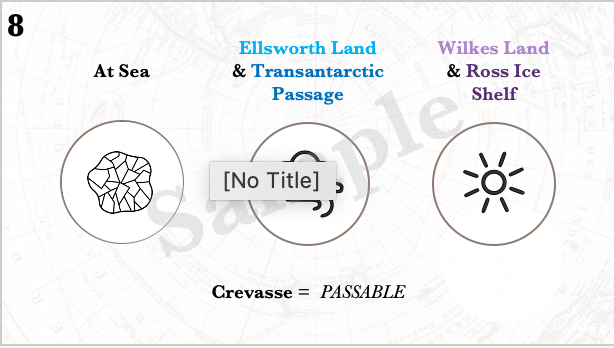 8
At Sea
Ellsworth Land
& Transantarctic
Passage
Wilkes Land
& Ross Ice
Shelf
Sample
[No Title]
Crevasse = PASSABLE